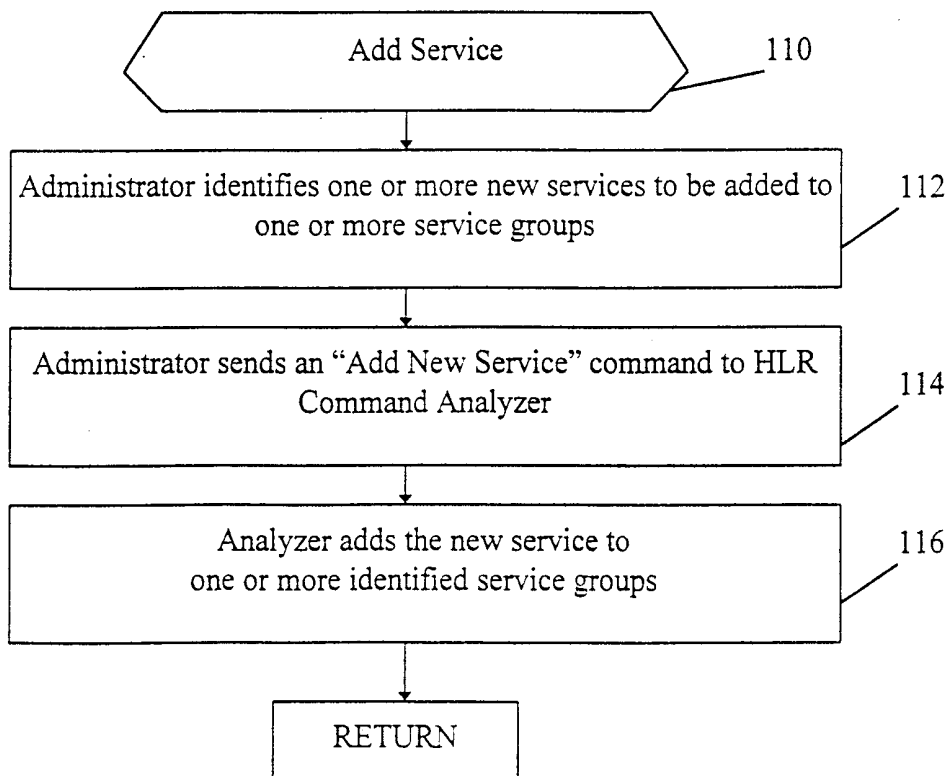 Add Service
110
Administrator identifies one or more new services to be added to
one or more service groups
112
Administrator sends an “Add New Service” command to HLR
Command Analyzer
114
Analyzer adds the new service to
one or more identified service groups
116
RETURN